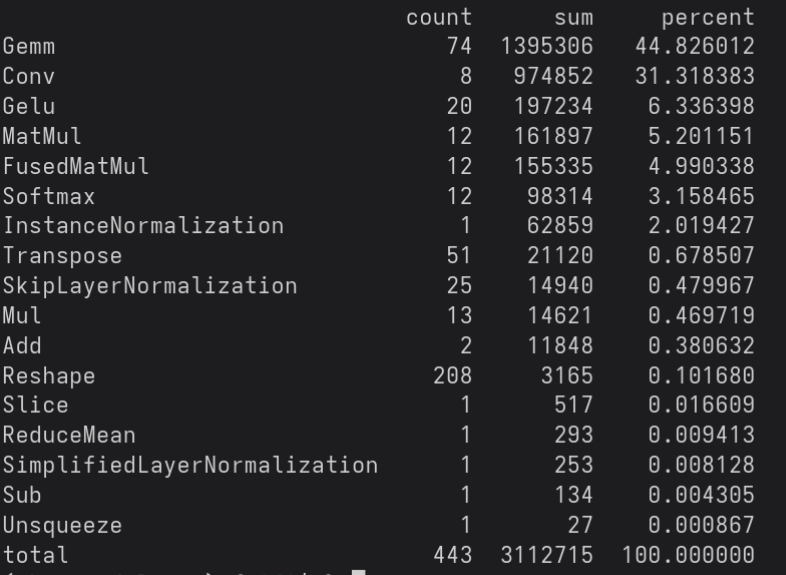 count sum percent
Gemm 74 1395306 44.826012
Conv 8 974852 31.318383
Gelu 20 197234 6.336398
MatMul 12 161897 5.201151
FusedMatMul 12 155335 4.990338
Softmax 12 98314 3.158465
InstanceNormalization 1 62859 2.019427
Transpose 51 21120 0.678507
SkipLayerNormalization 25 14940 0.479967
Mul 13 14621 0.469719
Add 2 11848 0.380632
Reshape 208 3165 0.101680
Slice 1 517 0.016609
ReduceMean 1 293 0.009413
SimplifiedLayerNormalization 1 253 0.008128
Sub 1 134 0.004305
Unsqueeze 1 27 0.000867
total 443 3112715 100.000000